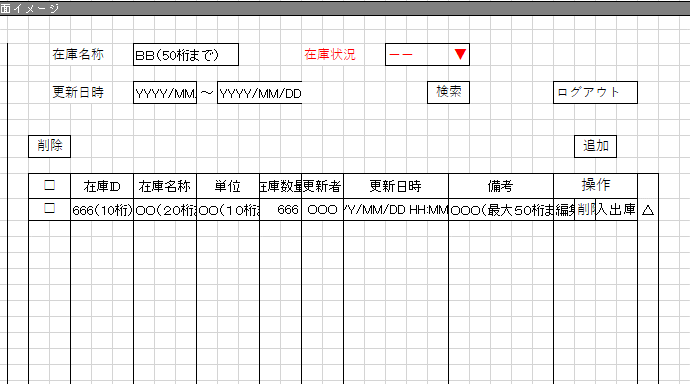 面イメージ
在庫名称 BB(50桁まで) 在庫状況 －－ ▼
更新日時 YYYY/MM. ～ YYYY/MM/DD 検索 ログアウト
削除 追加
□ 在庫ID 在庫名称 単位 在庫数量 更新者 更新日時 備考 操作
□ 666(10桁) OO(20桁 OO(10桁 666 OOO Y/MM/DD HH:MM OOO(最大50桁ま 編集 削除 入出庫 △